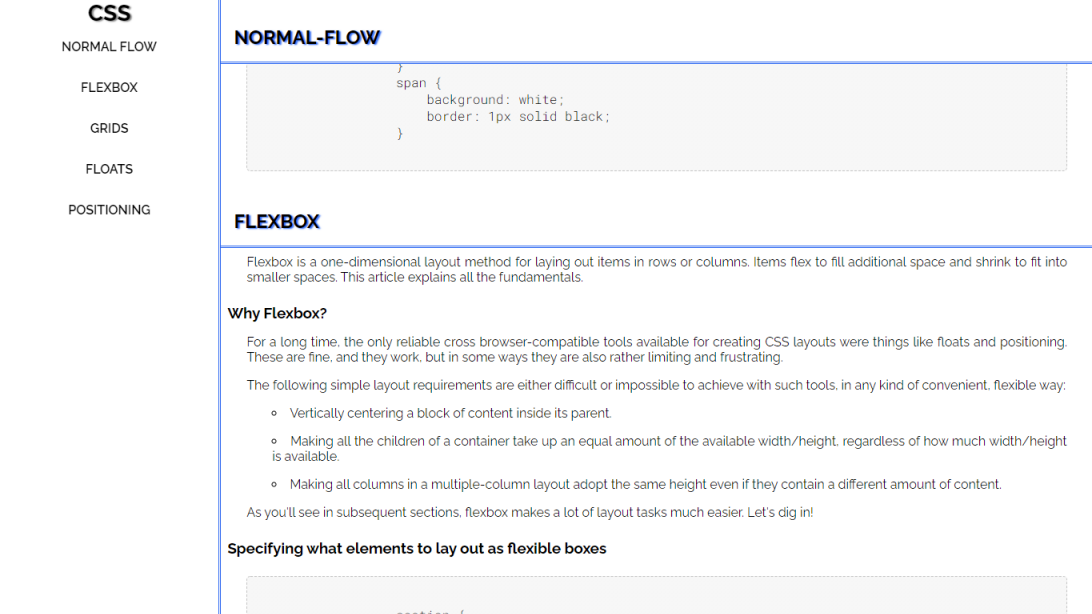 CSS
NORMAL FLOW
FLEXBOX
GRIDS
FLOATS
POSITIONING
NORMAL-FLOW
}
span {
background: white;
border: 1px solid black;
}
FLEXBOX
Flexbox is a one-dimensional layout method for laying out items in rows or columns. Items flex to fill additional space and shrink to fit into
smaller spaces. This article explains all the fundamentals.
Why Flexbox?
For a long time, the only reliable cross browser-compatible tools available for creating CSS layouts were things like floats and positioning.
These are fine, and they work, but in some ways they are also rather limiting and frustrating.
The following simple layout requirements are either difficult or impossible to achieve with such tools, in any kind of convenient, flexible way:
Vertically centering a block of content inside its parent.
Making all the children of a container take up an equal amount of the available width/height, regardless of how much width/height
is available.
Making all columns in a multiple-column layout adopt the same height even if they contain a different amount of content.
As you'll see in subsequent sections, flexbox makes a lot of layout tasks much easier. Let's dig in!
Specifying what elements to lay out as flexible boxes
section {